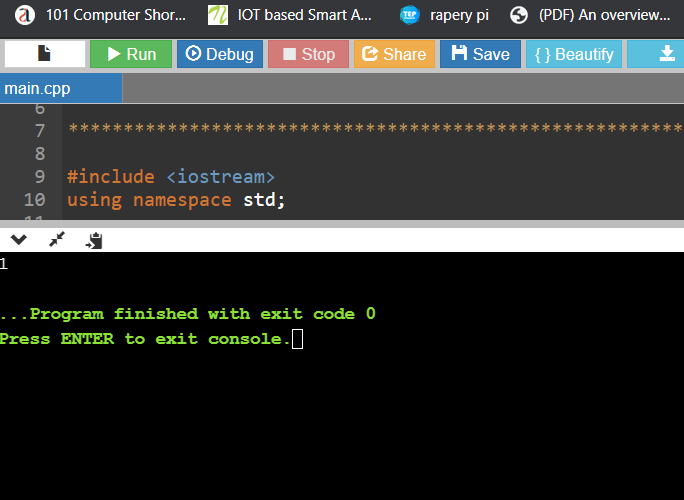 101 Computer Shor... IOT based Smart A... TEP rapery pi (PDF) An overview...
Run Debug Stop Share Save { } Beautify
main.cpp
6
7 ********************************************************
8
9 #include <iostream>
10 using namespace std;
11
1
...Program finished with exit code 0
Press ENTER to exit console.